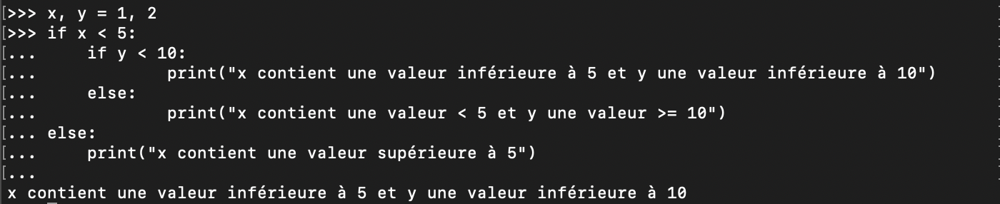 >>> x, y = 1, 2
>>> if x < 5:
...     if y < 10:
...             print("x contient une valeur inférieure à 5 et y une valeur inférieure à 10")
...     else:
...             print("x contient une valeur < 5 et y une valeur >= 10")
... else:
...     print("x contient une valeur supérieure à 5")
...
x contient une valeur inférieure à 5 et y une valeur inférieure à 10